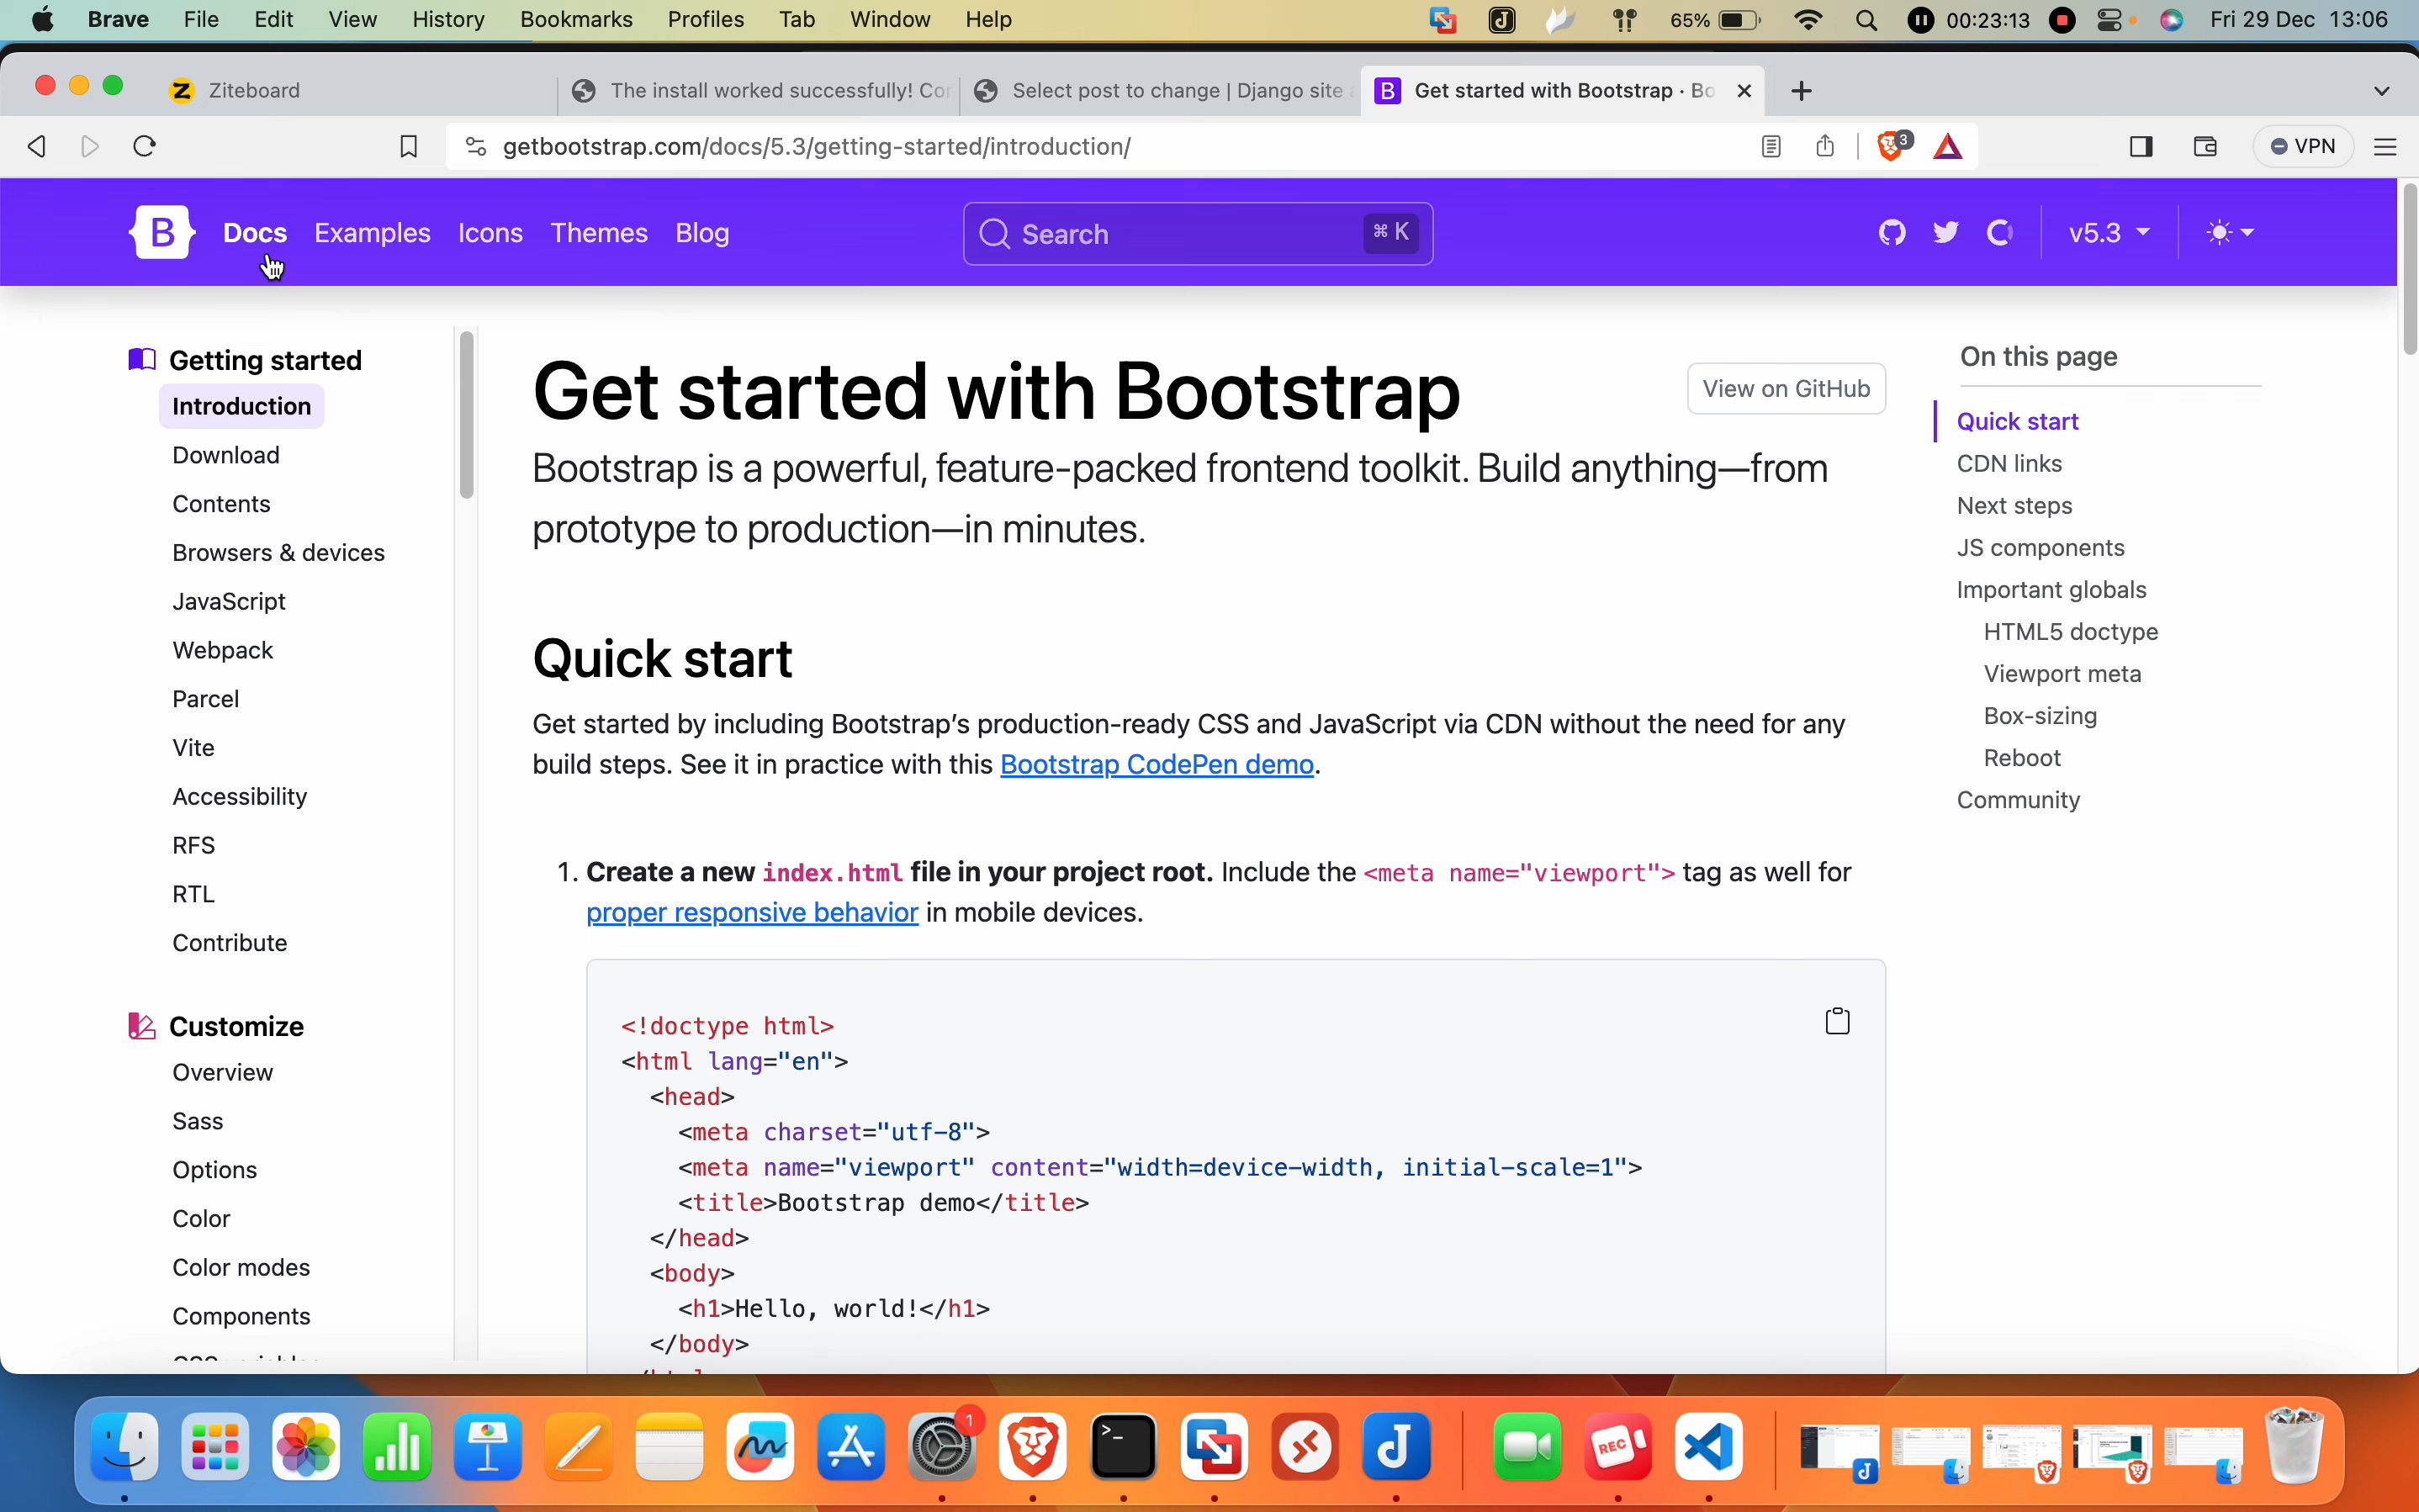 Brave File Edit View History Bookmarks Profiles Tab Window Help 65% 00:23:13 Fri 29 Dec 13:06
Ziteboard
The install worked successfully! Co
Select post to change | Django site
Get started with Bootstrap · Bo
getbootstrap.com/docs/5.3/getting-started/introduction/
3
VPN
B Docs Examples Icons Themes Blog
Search ⌘ K
v5.3
Getting started
Introduction
Download
Contents
Browsers & devices
JavaScript
Webpack
Parcel
Vite
Accessibility
RFS
RTL
Contribute
Customize
Overview
Sass
Options
Color
Color modes
Components
Get started with Bootstrap
View on GitHub
Bootstrap is a powerful, feature-packed frontend toolkit. Build anything—from
prototype to production—in minutes.
Quick start
Get started by including Bootstrap’s production-ready CSS and JavaScript via CDN without the need for any
build steps. See it in practice with this Bootstrap CodePen demo.
1. Create a new index.html file in your project root. Include the <meta name="viewport"> tag as well for
proper responsive behavior in mobile devices.
<!doctype html>
<html lang="en">
<head>
<meta charset="utf-8">
<meta name="viewport" content="width=device-width, initial-scale=1">
<title>Bootstrap demo</title>
</head>
<body>
<h1>Hello, world!</h1>
</body>
On this page
Quick start
CDN links
Next steps
JS components
Important globals
HTML5 doctype
Viewport meta
Box-sizing
Reboot
Community
1
REC